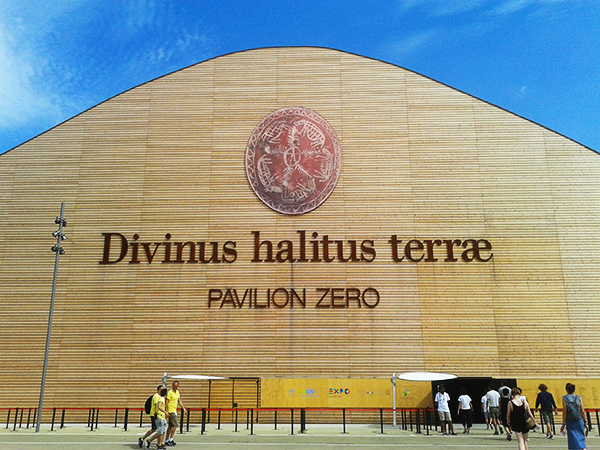 Divinus halitus terræ
PAVILION ZERO
EXPO